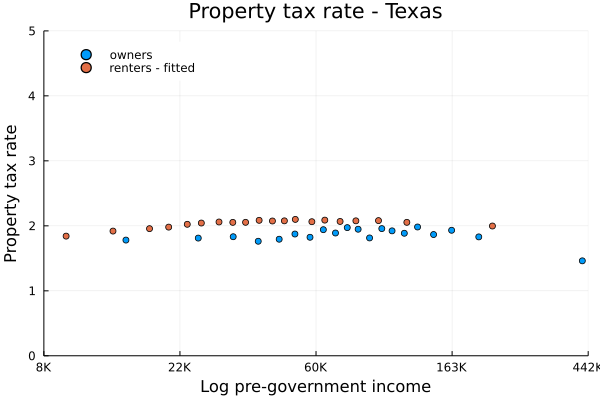 Property tax rate - Texas
5
owners
renters - fitted
4
3
2
1
0
Property tax rate
8K 22K 60K 163K 442K
Log pre-government income